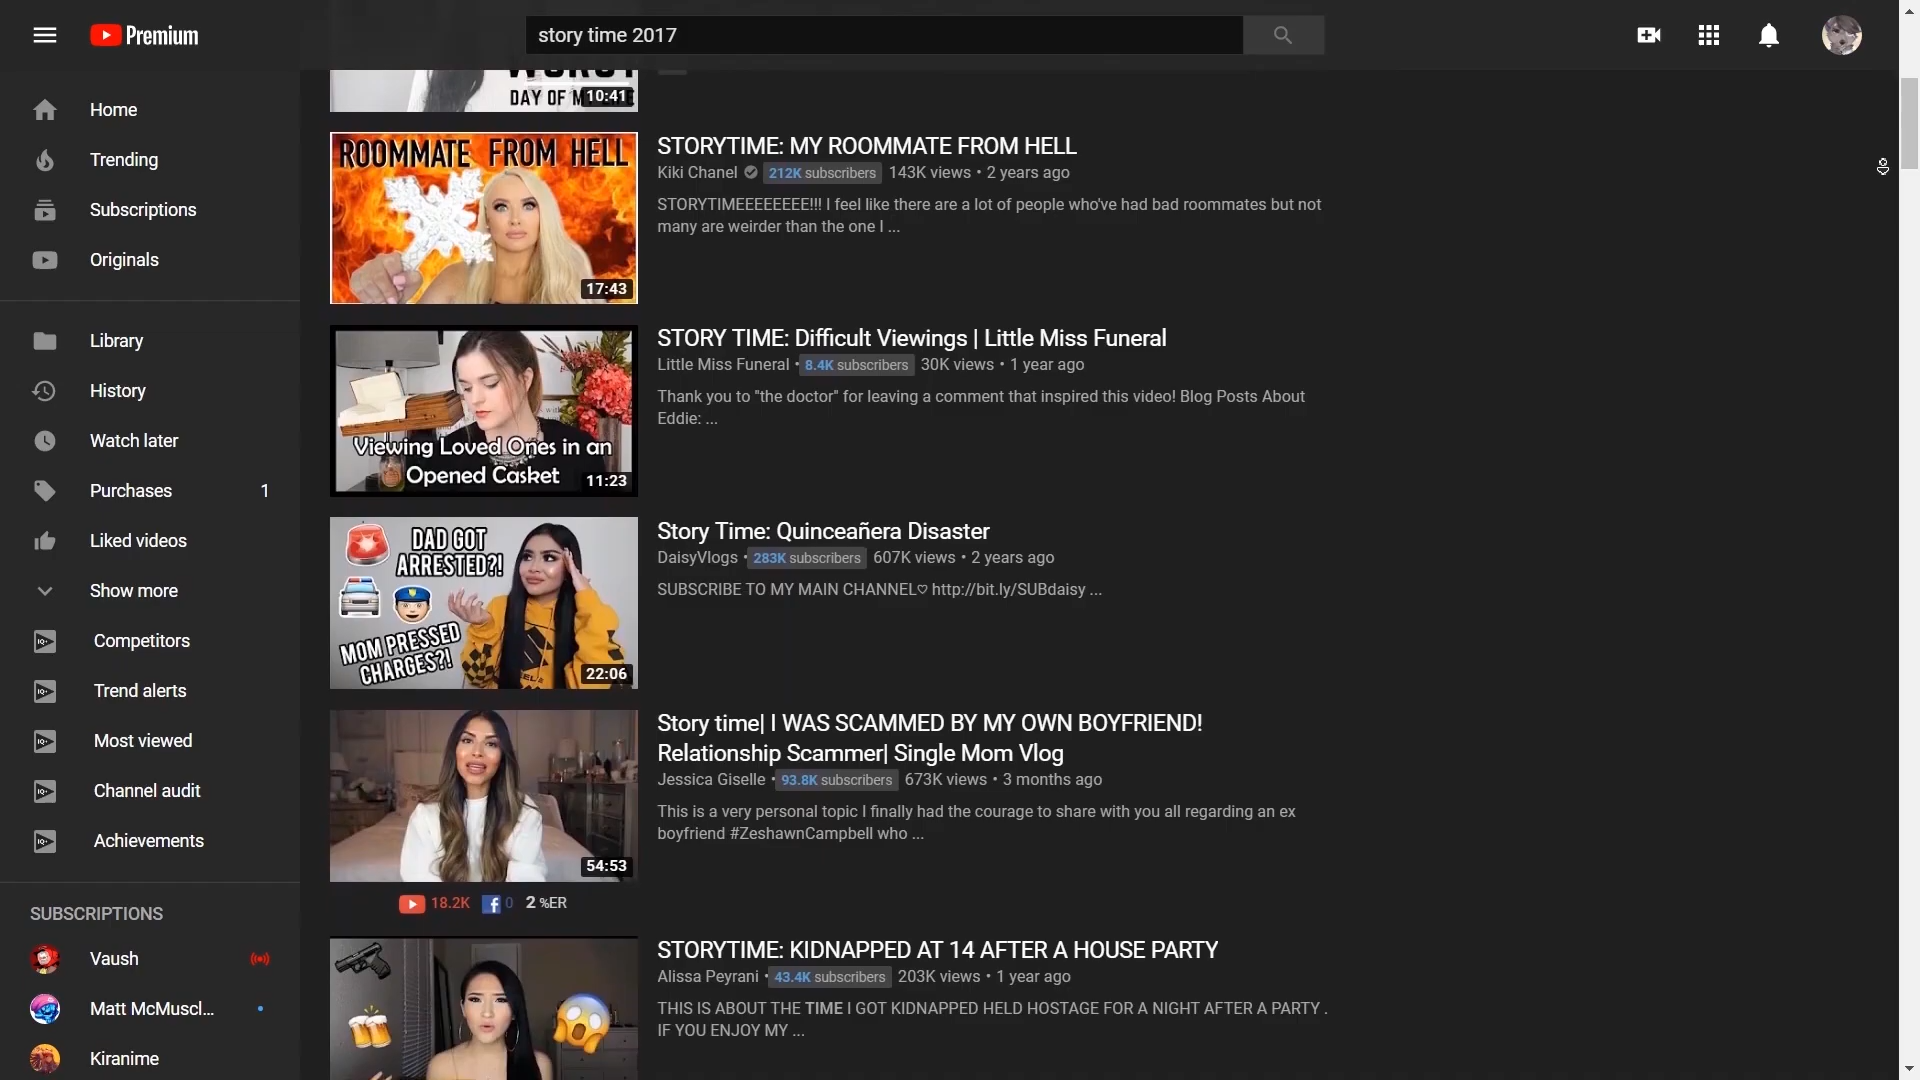 Premium
story time 2017
Home
Trending
Subscriptions
Originals
Library
History
Watch later
Purchases 1
Liked videos
Show more
Competitors
Trend alerts
Most viewed
Channel audit
Achievements
SUBSCRIPTIONS
Vaush
Matt McMuscl...
Kiranime
DAY OF
10:41
ROOMMATE FROM HELL
17:43
STORYTIME: MY ROOMMATE FROM HELL
Kiki Chanel 212K subscribers 143K views • 2 years ago
STORYTIMEEEEEEEE!!! I feel like there are a lot of people who've had bad roommates but not
many are weirder than the one I ...
Viewing Loved Ones in an
Opened Casket
11:23
STORY TIME: Difficult Viewings | Little Miss Funeral
Little Miss Funeral • 8.4K subscribers 30K views • 1 year ago
Thank you to "the doctor" for leaving a comment that inspired this video! Blog Posts About
Eddie: ...
DAD GOT
ARRESTED?!
MOM PRESSED
CHARGES?!
22:06
Story Time: Quinceañera Disaster
DaisyVlogs • 283K subscribers 607K views • 2 years ago
SUBSCRIBE TO MY MAIN CHANNEL♡ http://bit.ly/SUBdaisy ...
54:53
Story time| I WAS SCAMMED BY MY OWN BOYFRIEND!
Relationship Scammer| Single Mom Vlog
Jessica Giselle • 93.8K subscribers 673K views • 3 months ago
This is a very personal topic I finally had the courage to share with you all regarding an ex
boyfriend #ZeshawnCampbell who ...
18.2K f 0 2 %ER
STORYTIME: KIDNAPPED AT 14 AFTER A HOUSE PARTY
Alissa Peyrani • 43.4K subscribers 203K views • 1 year ago
THIS IS ABOUT THE TIME I GOT KIDNAPPED HELD HOSTAGE FOR A NIGHT AFTER A PARTY .
IF YOU ENJOY MY ...